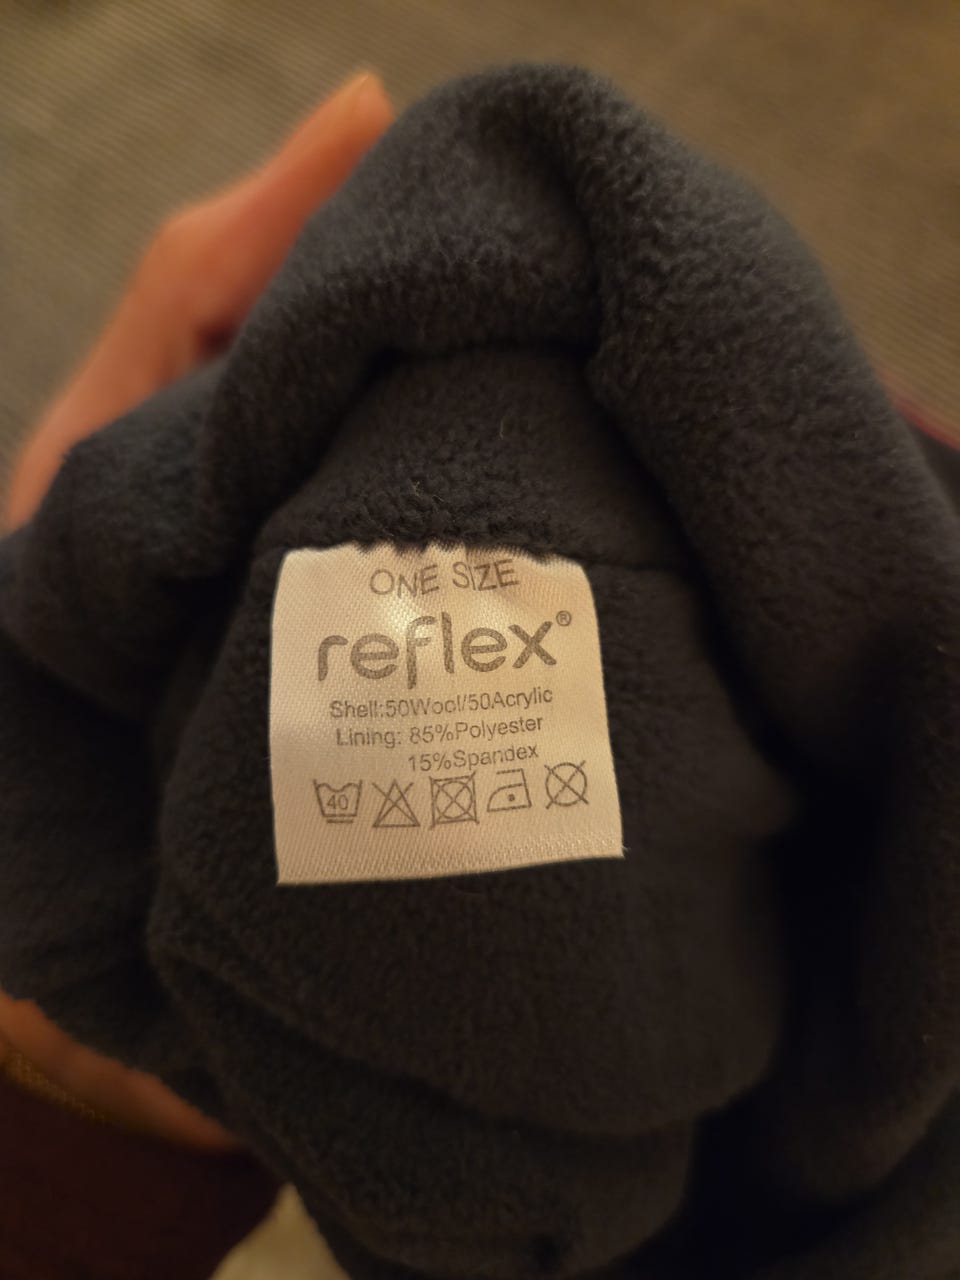 ONE SIZE
reflex®
Shell:50Wool/50Acrylic
Lining: 85%Polyester
15%Spandex
40